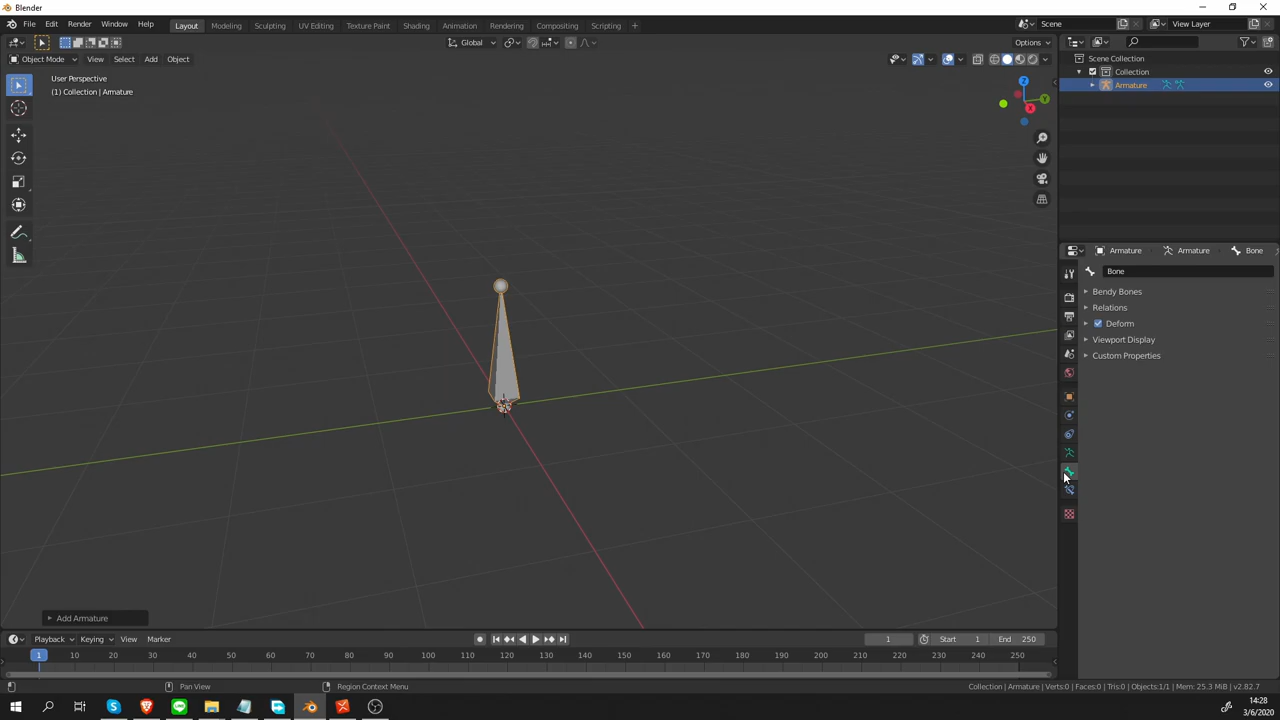 Blender
File Edit Render Window Help Layout Modeling Sculpting UV Editing Texture Paint Shading Animation Rendering Compositing Scripting + Scene View Layer
Global Options
Object Mode View Select Add Object
User Perspective
(1) Collection | Armature
Z
Y
X
Scene Collection
Collection
Armature
Armature Armature Bone
Bone
Bendy Bones
Relations
Deform
Viewport Display
Custom Properties
Add Armature
Playback Keying View Marker 1 Start 1 End 250
1 10 20 30 40 50 60 70 80 90 100 110 120 130 140 150 160 170 180 190 200 210 220 230 240 250
Pan View Region Context Menu Collection | Armature | Verts:0 | Faces:0 | Tris:0 | Objects:1/1 | Mem: 25.3 MiB | v2.82.7
14:28
3/6/2020